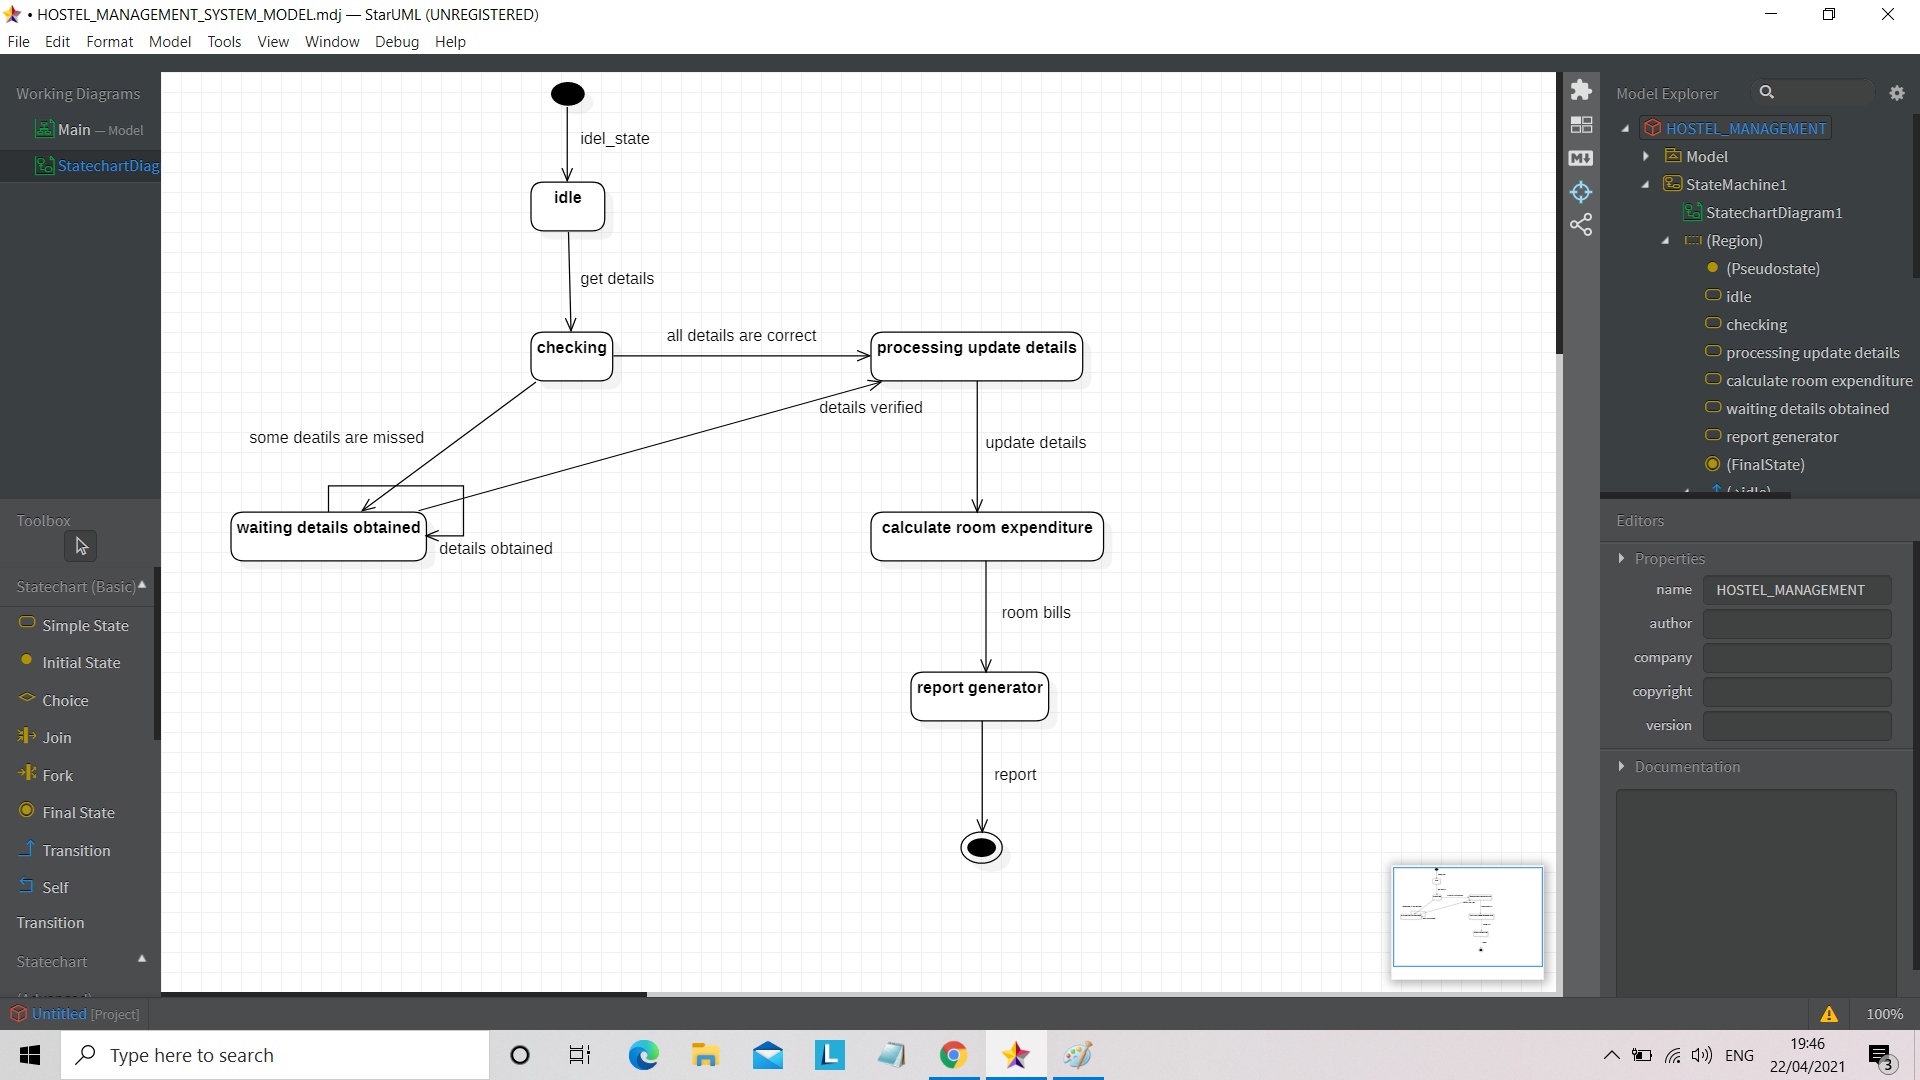 • HOSTEL_MANAGEMENT_SYSTEM_MODEL.mdj — StarUML (UNREGISTERED)
File Edit Format Model Tools View Window Debug Help
Working Diagrams
Main — Model
StatechartDiag
Toolbox
Statechart (Basic)
Simple State
Initial State
Choice
Join
Fork
Final State
Transition
Self
Transition
Statechart
idel_state
idle
get details
checking
all details are correct
processing update details
details verified
some deatils are missed
update details
waiting details obtained
details obtained
calculate room expenditure
room bills
report generator
report
Model Explorer
HOSTEL_MANAGEMENT
Model
StateMachine1
StatechartDiagram1
(Region)
(Pseudostate)
idle
checking
processing update details
calculate room expenditure
waiting details obtained
report generator
(FinalState)
Editors
Properties
name HOSTEL_MANAGEMENT
author
company
copyright
version
Documentation
Untitled [Project]
100%
Type here to search
ENG
19:46
22/04/2021
3